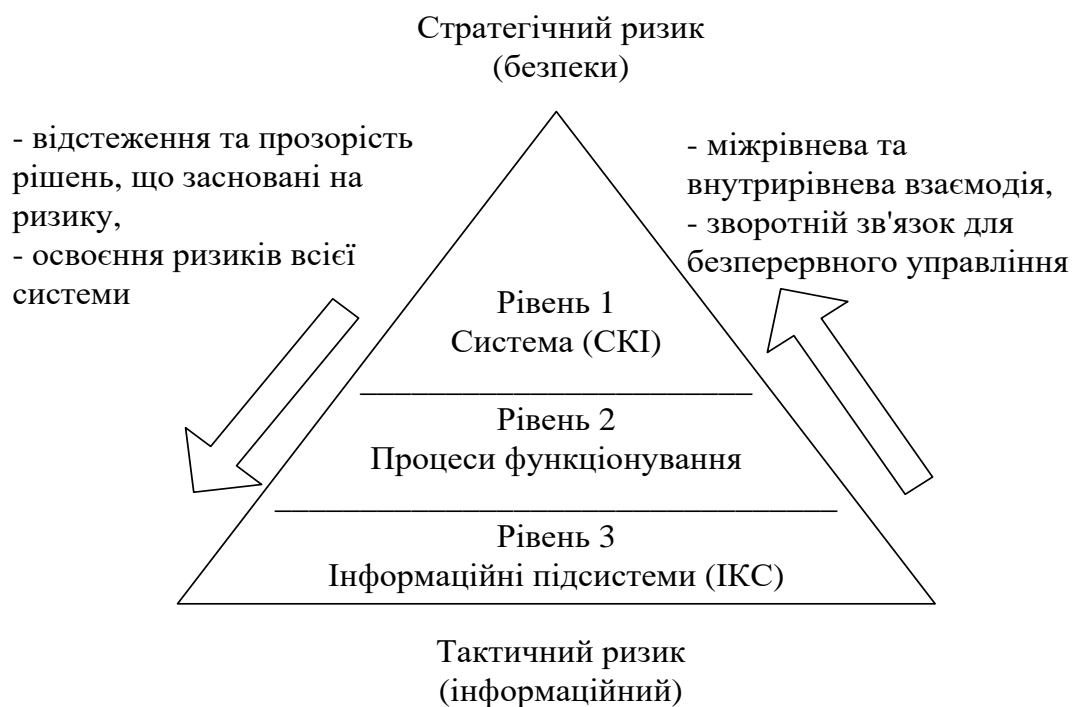 Стратегічний ризик
(безпеки)
- відстеження та прозорість
рішень, що засновані на
ризику,
- освоєння ризиків всієї
системи
- міжрівнева та
внутрирівнева взаємодія,
- зворотній зв'язок для
безперервного управління
Рівень 1
Система (СКІ)
Рівень 2
Процеси функціонування
Рівень 3
Інформаційні підсистеми (ІКС)
Тактичний ризик
(інформаційний)